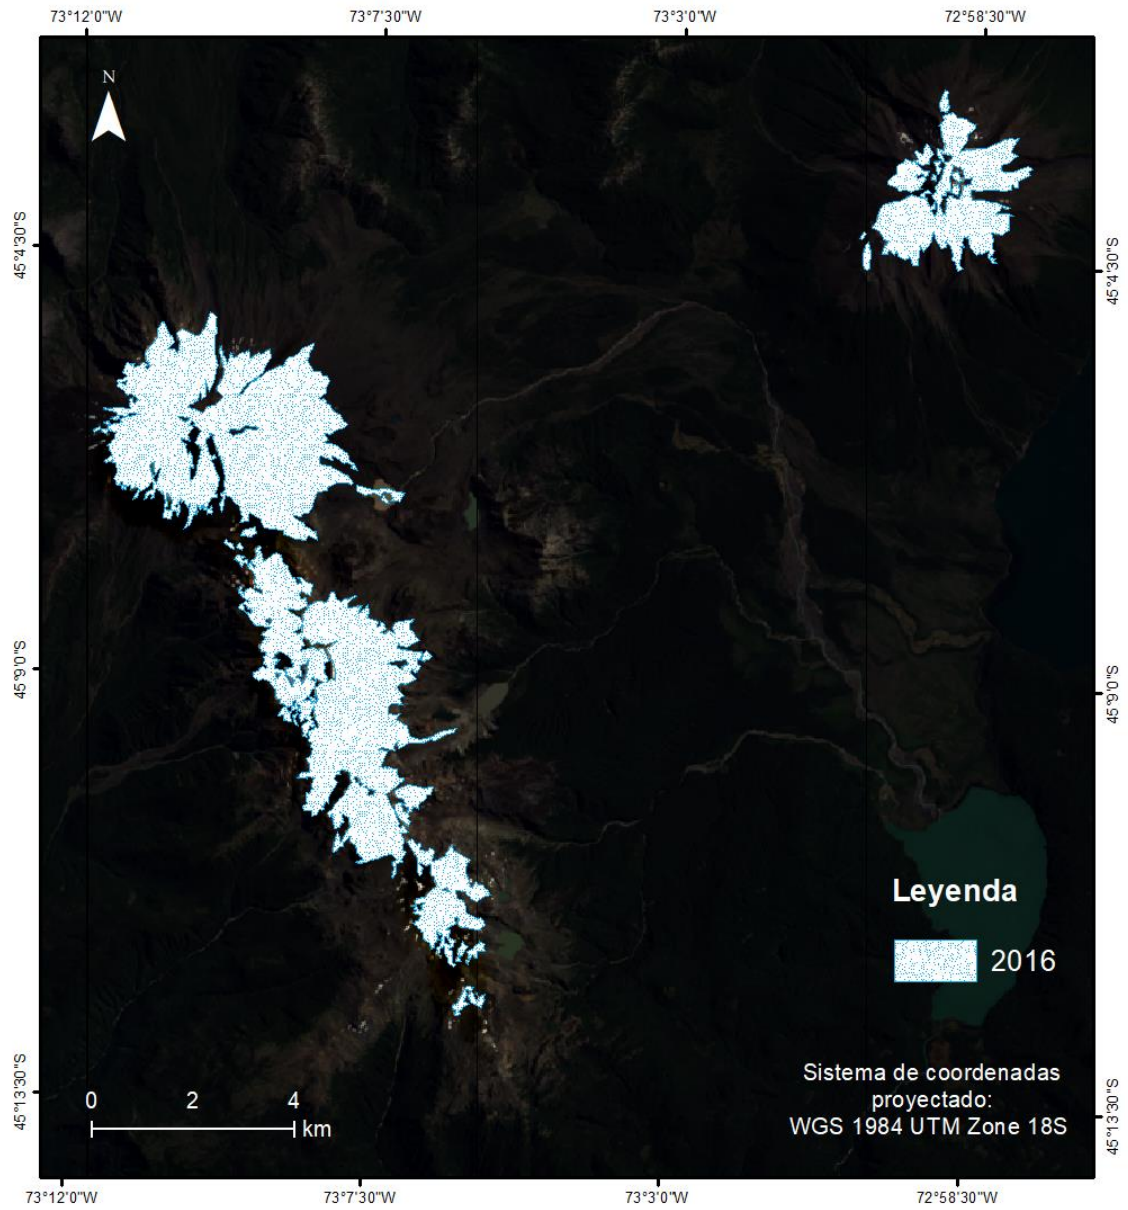 73°12'0"W
73°7'30"W
73°3'0"W
72°58'30"W
N
45°4'30"S
45°4'30"S
45°9'0"S
45°9'0"S
Leyenda
2016
Sistema de coordenadas
proyectado:
WGS 1984 UTM Zone 18S
0 2 4
km
45°13'30"S
45°13'30"S
73°12'0"W
73°7'30"W
73°3'0"W
72°58'30"W